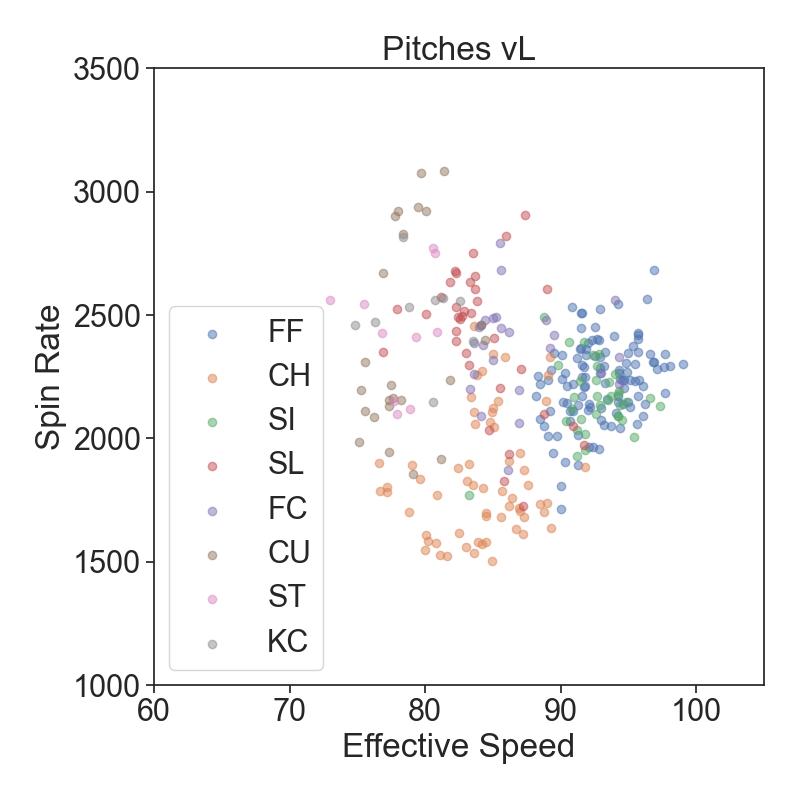 Pitches vL
3500
3000
2500
2000
1500
1000
Spin Rate
FF
CH
SI
SL
FC
CU
ST
KC
60 70 80 90 100
Effective Speed